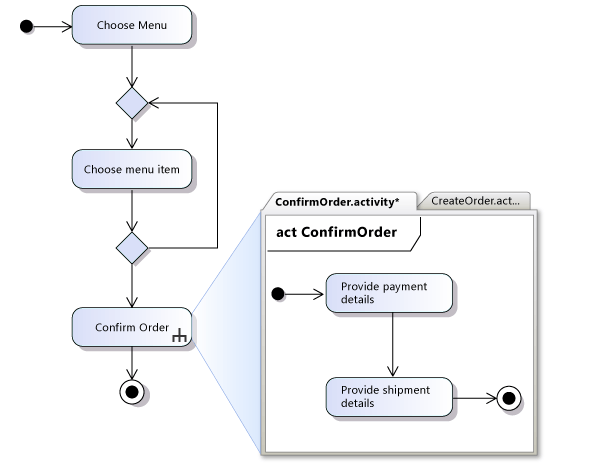 Choose Menu
Choose menu item
Confirm Order
ConfirmOrder.activity*
CreateOrder.act...
act ConfirmOrder
Provide payment
details
Provide shipment
details